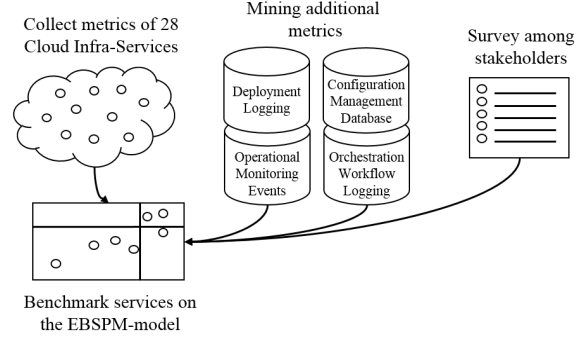 Collect metrics of 28
Cloud Infra-Services
Mining additional
metrics
Survey among
stakeholders
Deployment
Logging
Configuration
Management
Database
Operational
Monitoring
Events
Orchestration
Workflow
Logging
Benchmark services on
the EBSPM-model